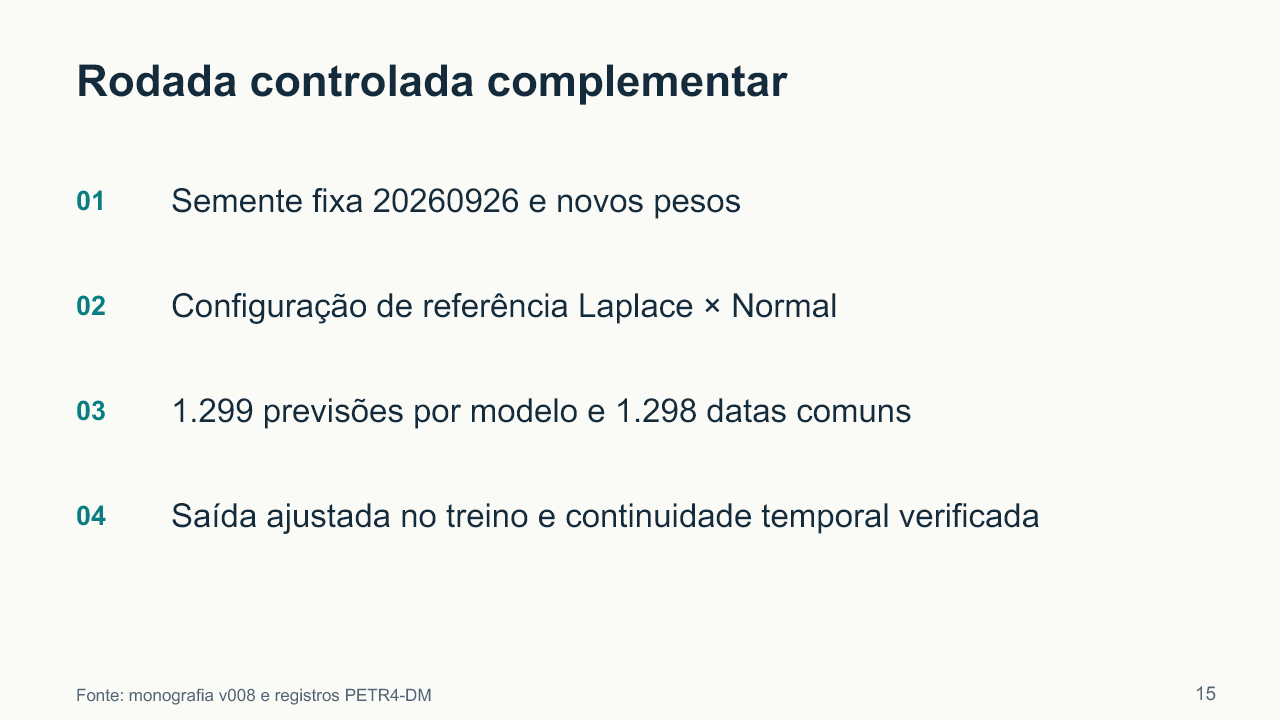 Rodada controlada complementar
01 Semente fixa 20260926 e novos pesos
02 Configuração de referência Laplace × Normal
03 1.299 previsões por modelo e 1.298 datas comuns
04 Saída ajustada no treino e continuidade temporal verificada
Fonte: monografia v008 e registros PETR4-DM
15